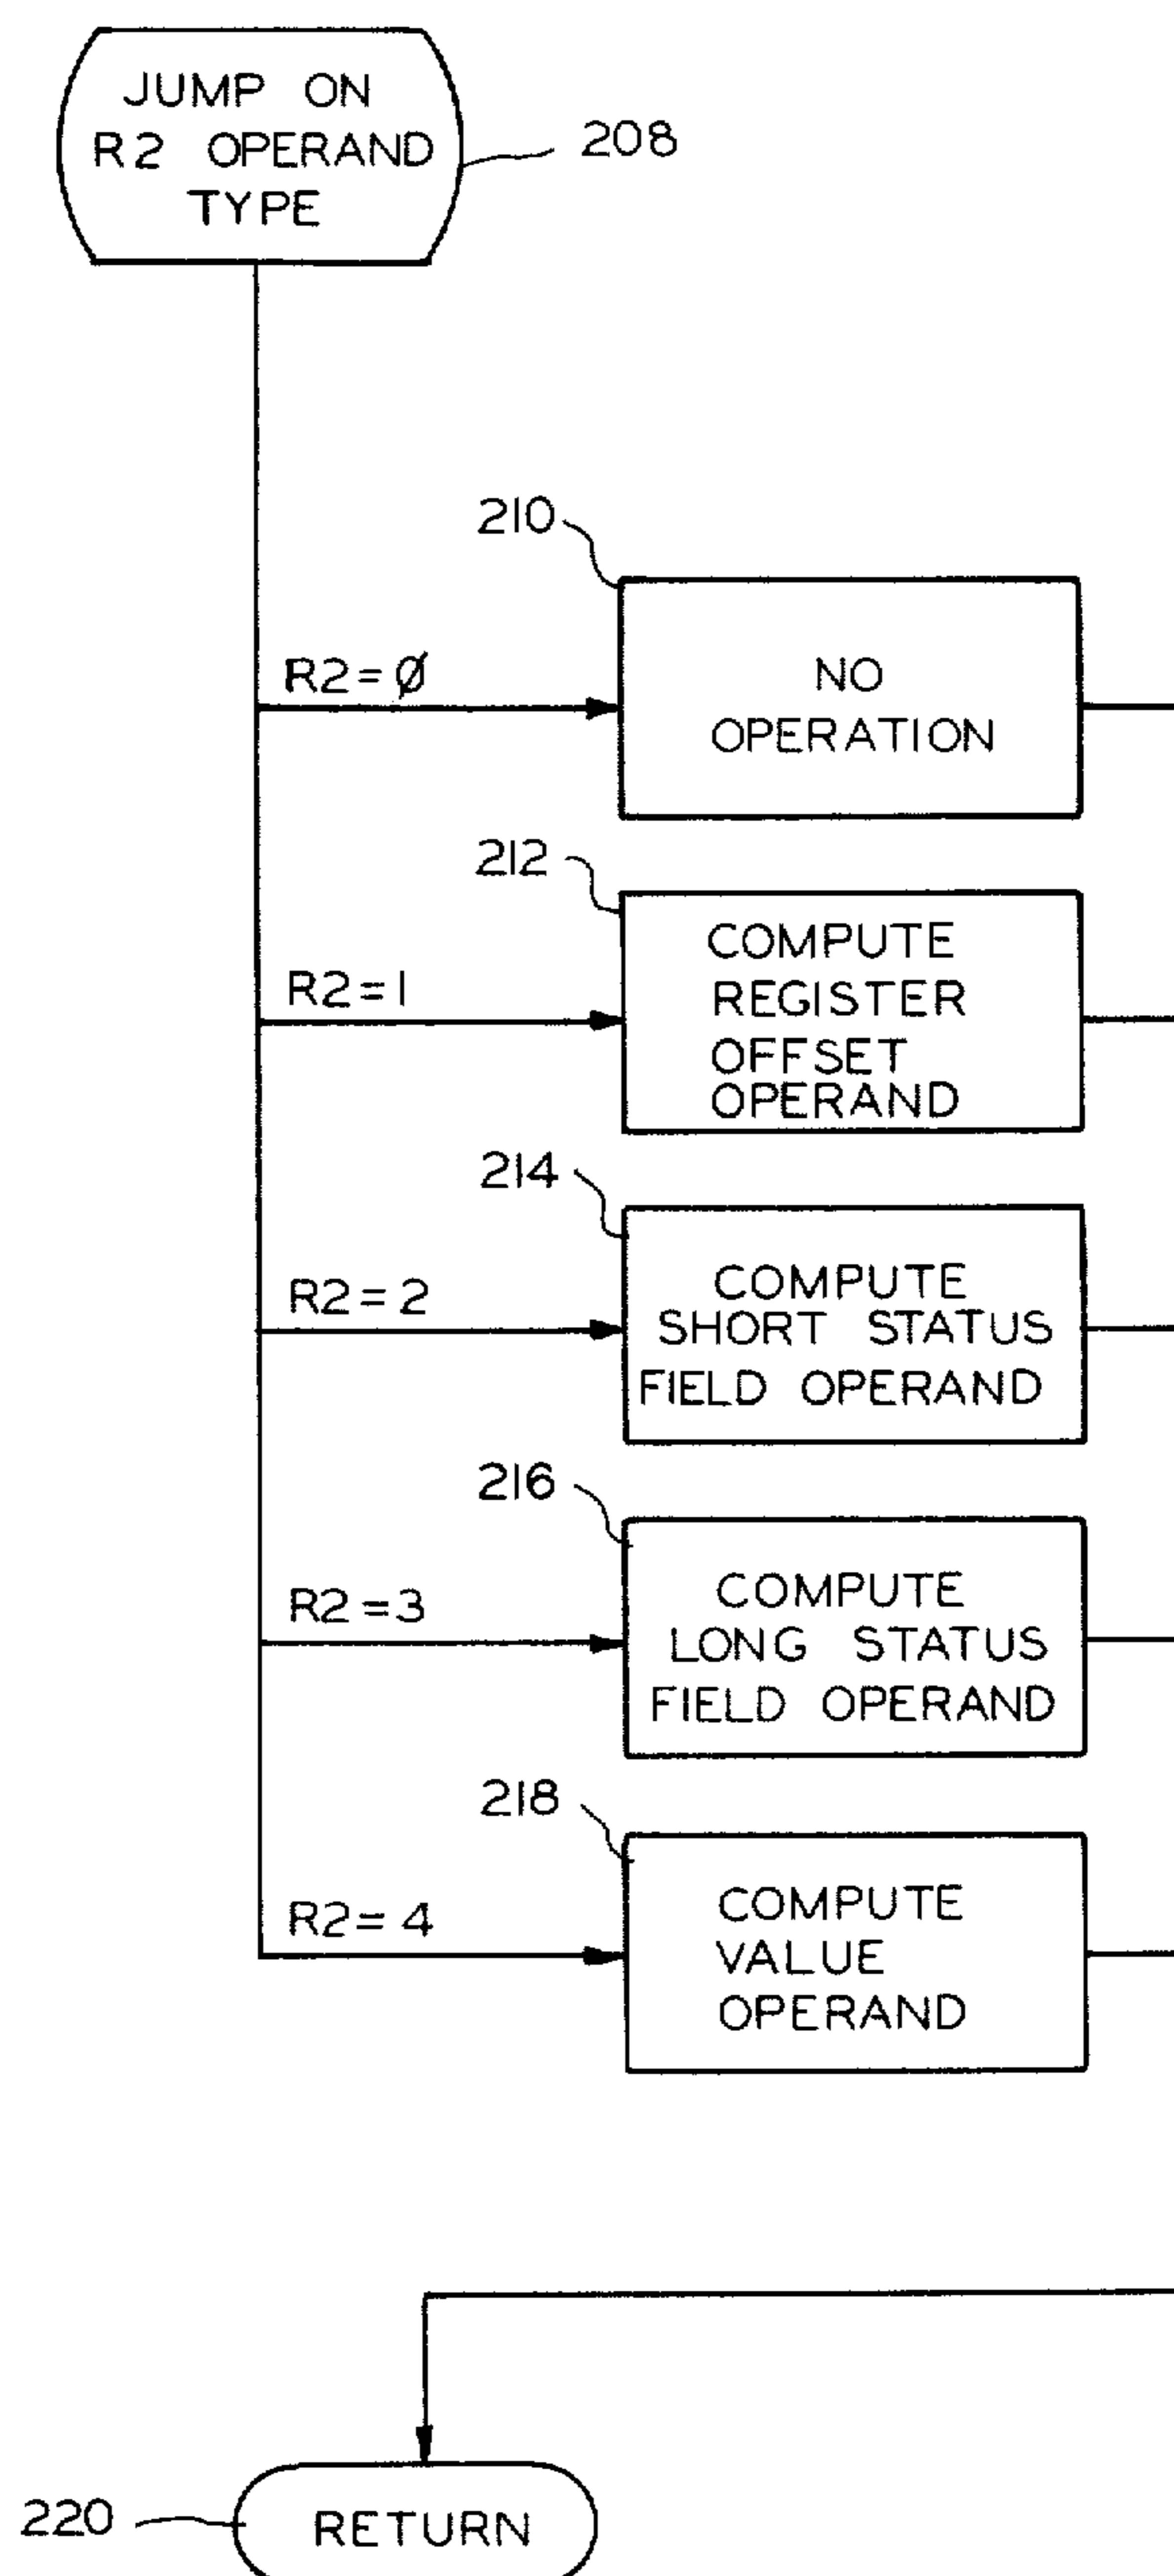 JUMP ON
R2 OPERAND
TYPE
208
210
R2=Ø
NO
OPERATION
212
R2=1
COMPUTE
REGISTER
OFFSET
OPERAND
214
R2=2
COMPUTE
SHORT STATUS
FIELD OPERAND
216
R2=3
COMPUTE
LONG STATUS
FIELD OPERAND
218
R2=4
COMPUTE
VALUE
OPERAND
220
RETURN